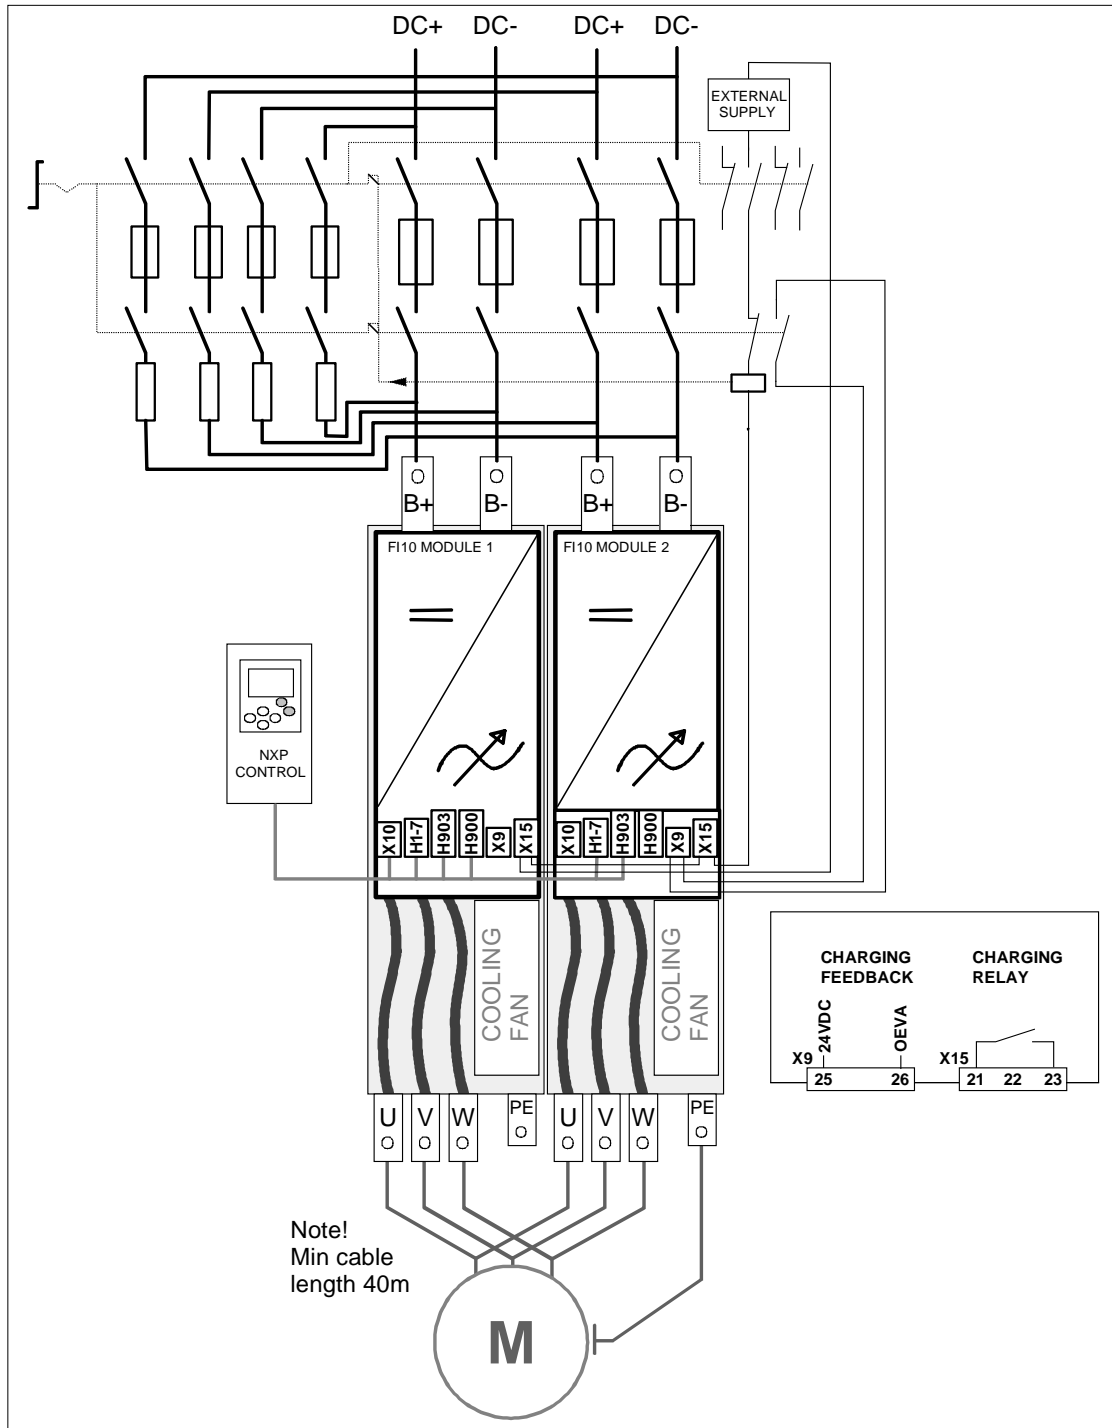 DC+ DC- DC+ DC-
EXTERNAL
SUPPLY
B+ B- B+ B-
FI10 MODULE 1
FI10 MODULE 2
NXP
CONTROL
X10 H1-7 H903 H900 X9 X15
X10 H1-7 H903 H900 X9 X15
COOLING
FAN
COOLING
FAN
CHARGING
FEEDBACK
CHARGING
RELAY
24VDC
OEVA
X9
25 26
X15
21 22 23
U V W PE
U V W PE
Note!
Min cable
length 40m
M